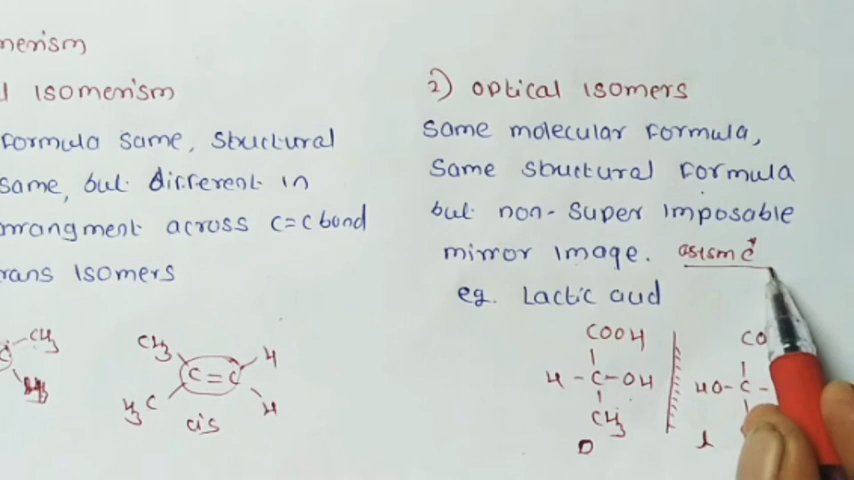 merism
l Isomerism
Formula same, Structural
same, but different in
rrangment across C=C bond
rans Isomers
CH3
CH3
C=C
H
H3C
H
cis
2) Optical Isomers
Same molecular Formula,
Same Structural Formula
but non-Super Imposable
mirror Image. asysm C*
eg. Lactic acid
COOH
H-C-OH
CH3
D
CO
HO-C-
l